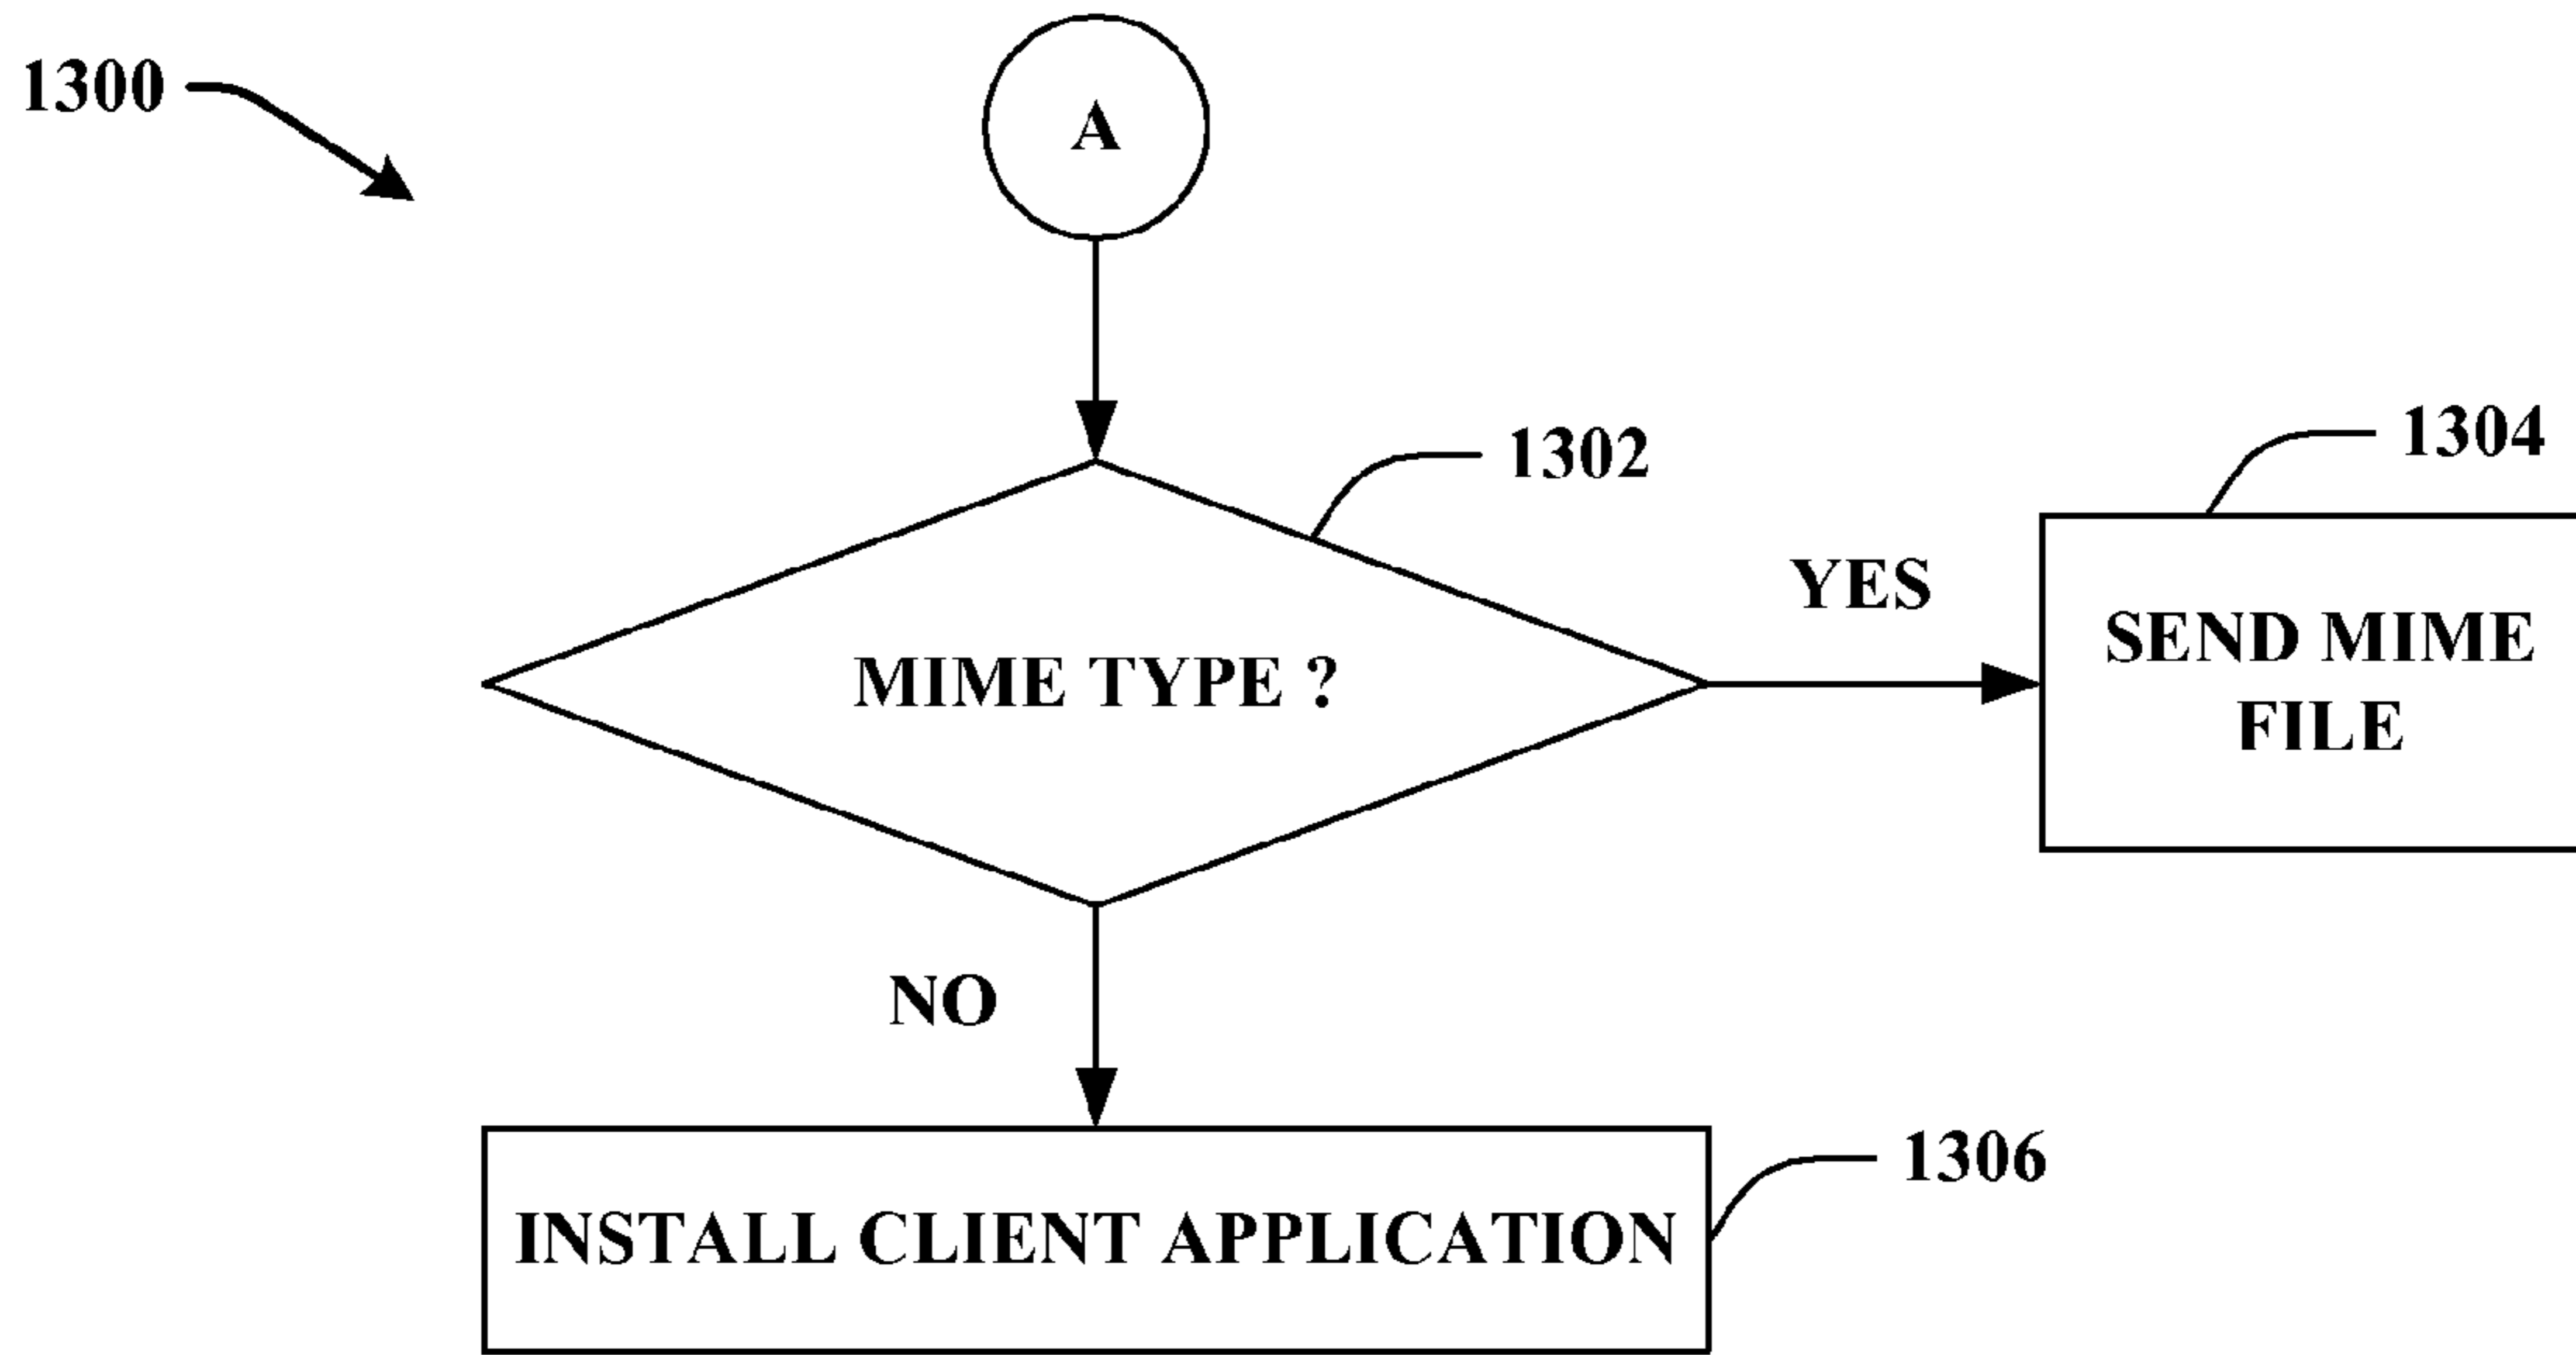 1300
A
1302
1304
YES
SEND MIME
FILE
MIME TYPE ?
NO
1306
INSTALL CLIENT APPLICATION